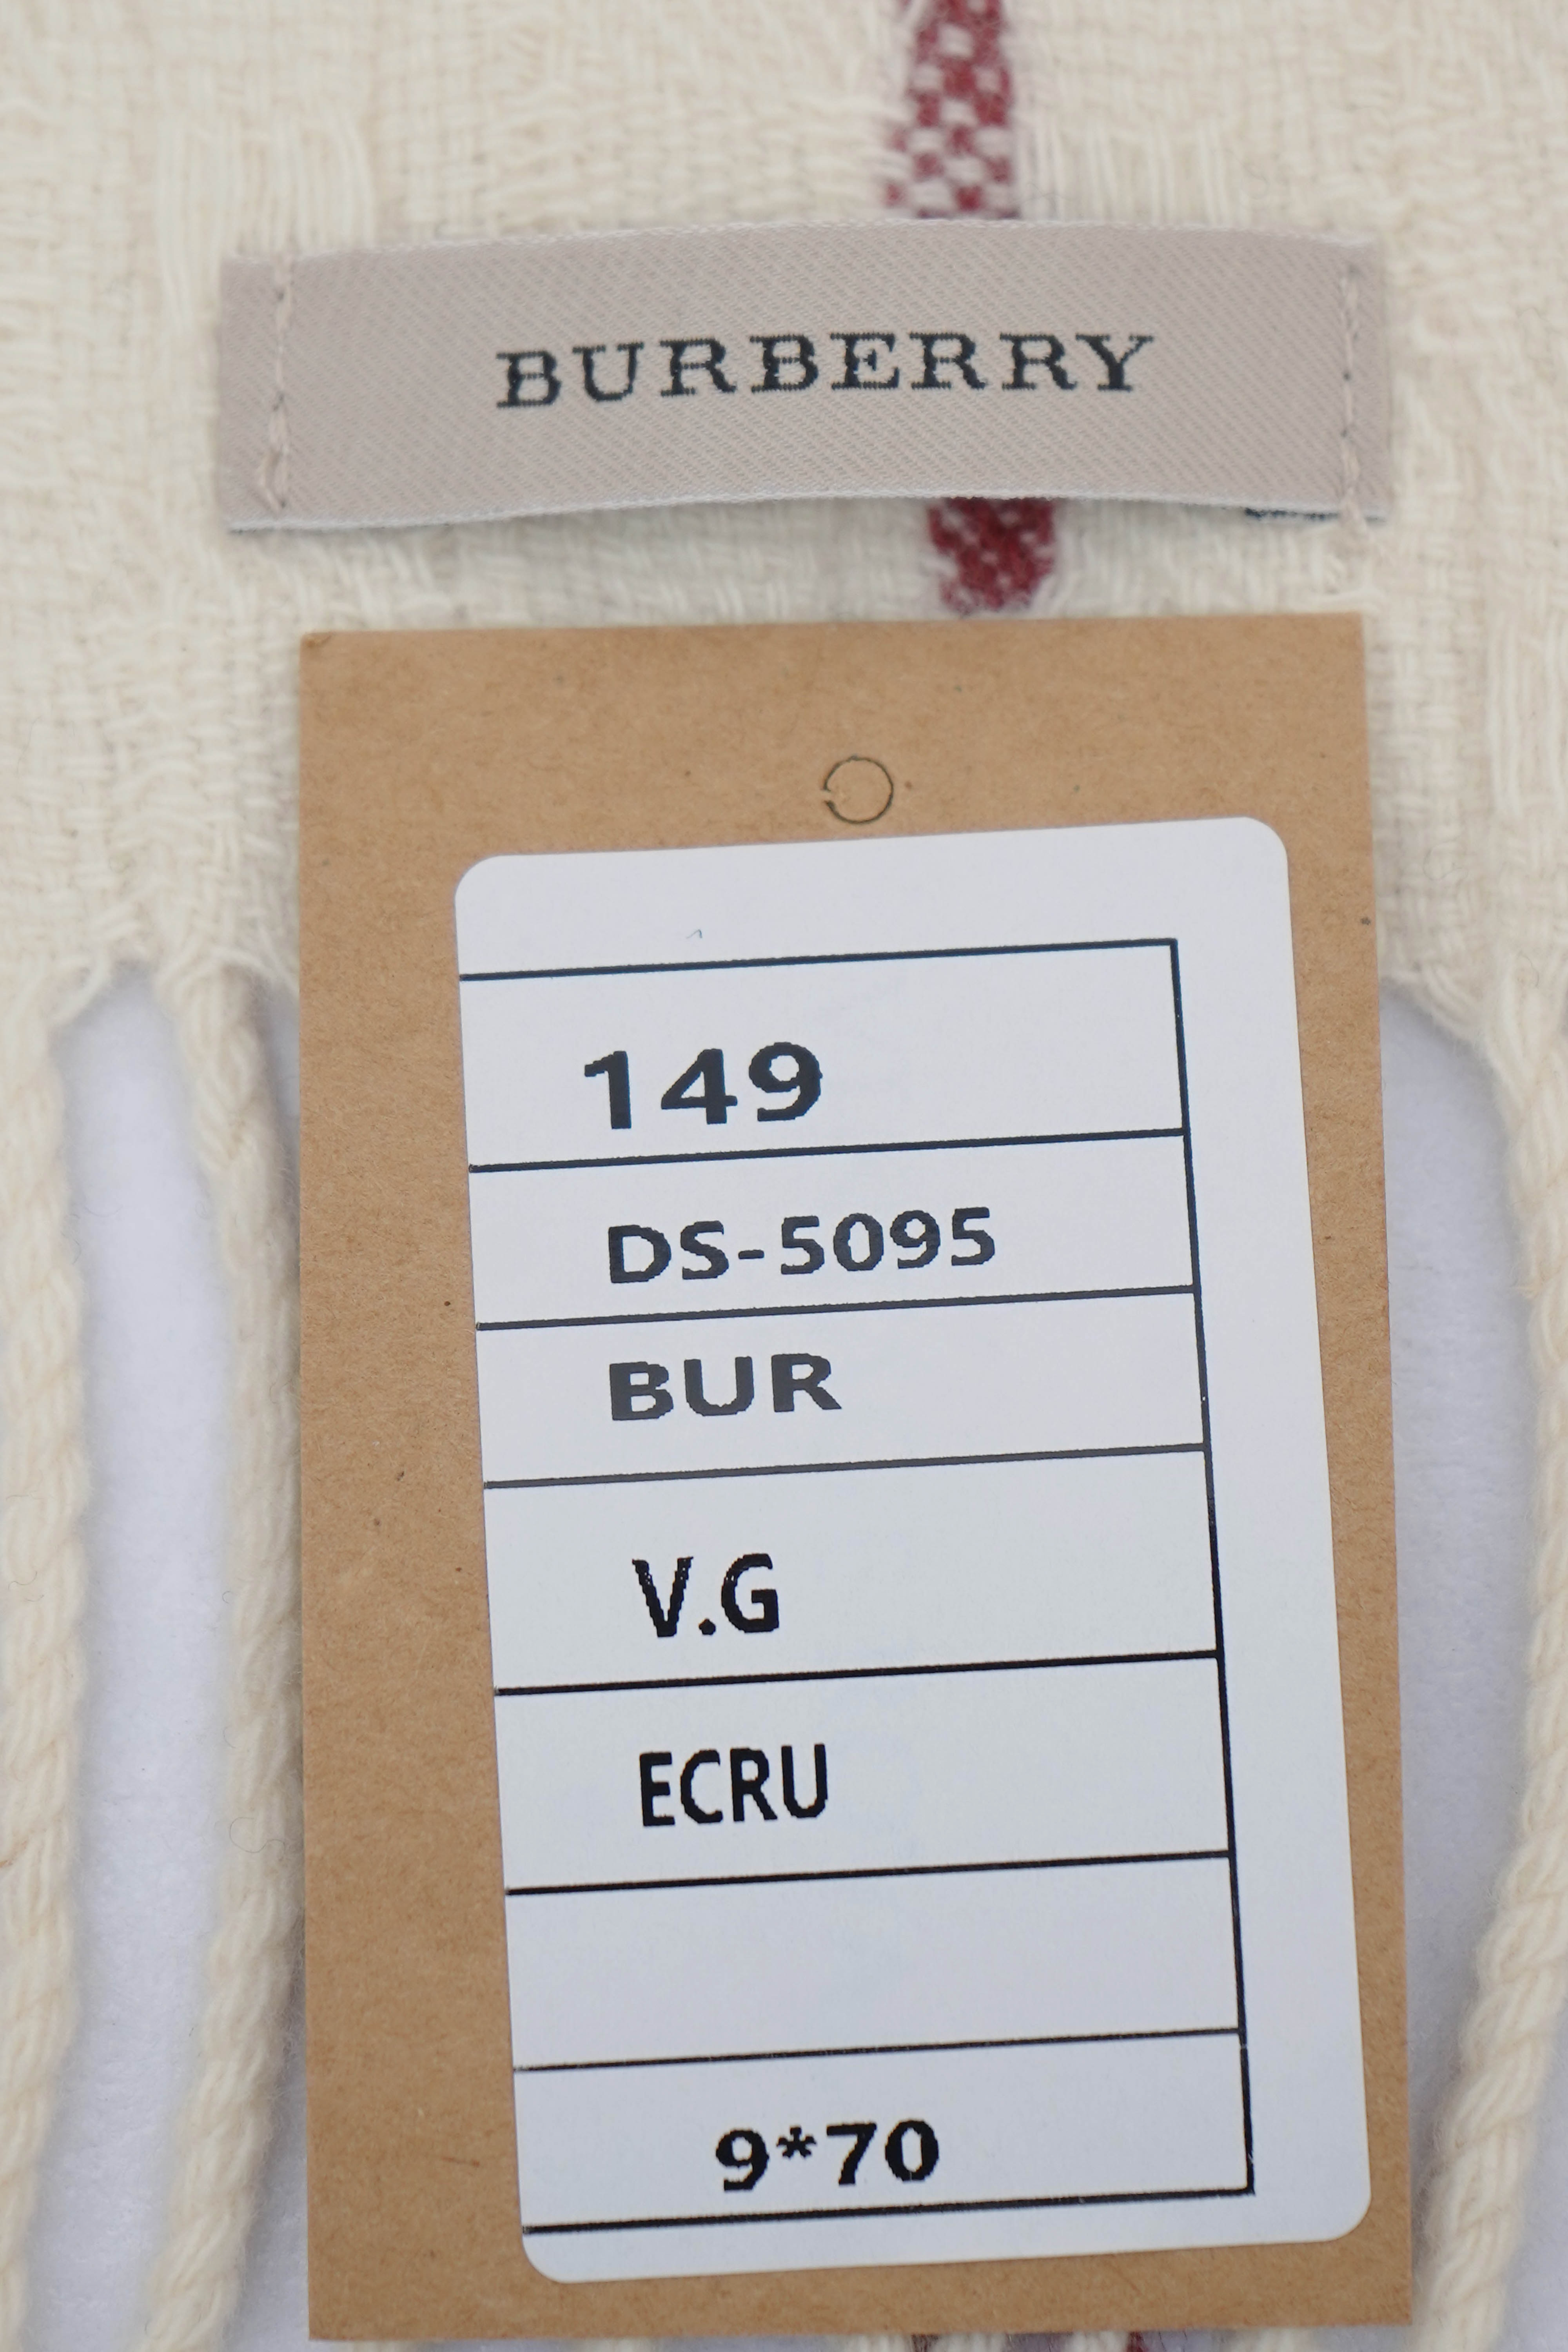 BURBERRY
149
DS-5095
BUR
V.G
ECRU
9*70